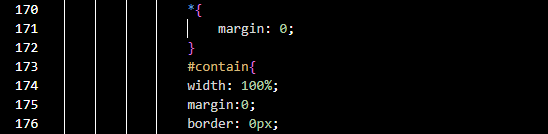 170 *{
171 margin: 0;
172 }
173 #contain{
174 width: 100%;
175 margin:0;
176 border: 0px;